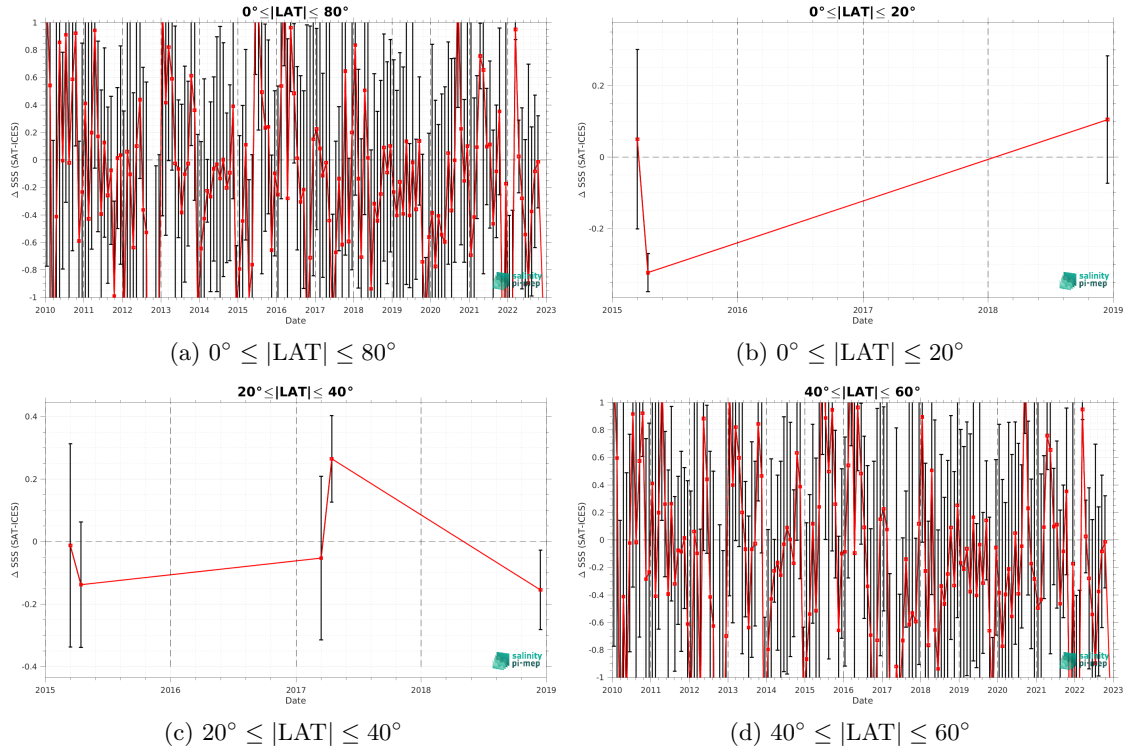 0°≤|LAT|≤ 80°
Δ SSS (SAT-ICES)
1
0.8
0.6
0.4
0.2
0
-0.2
-0.4
-0.6
-0.8
-1
2010 2011 2012 2013 2014 2015 2016 2017 2018 2019 2020 2021 2022 2023
Date
salinity
pi-mep
(a) 0° ≤ |LAT| ≤ 80°
0°≤|LAT|≤ 20°
Δ SSS (SAT-ICES)
0.2
0
-0.2
2015 2016 2017 2018 2019
Date
salinity
pi-mep
(b) 0° ≤ |LAT| ≤ 20°
20°≤|LAT|≤ 40°
Δ SSS (SAT-ICES)
0.4
0.2
0
-0.2
-0.4
2015 2016 2017 2018 2019
Date
salinity
pi-mep
(c) 20° ≤ |LAT| ≤ 40°
40°≤|LAT|≤ 60°
Δ SSS (SAT-ICES)
1
0.8
0.6
0.4
0.2
0
-0.2
-0.4
-0.6
-0.8
-1
2010 2011 2012 2013 2014 2015 2016 2017 2018 2019 2020 2021 2022 2023
Date
salinity
pi-mep
(d) 40° ≤ |LAT| ≤ 60°